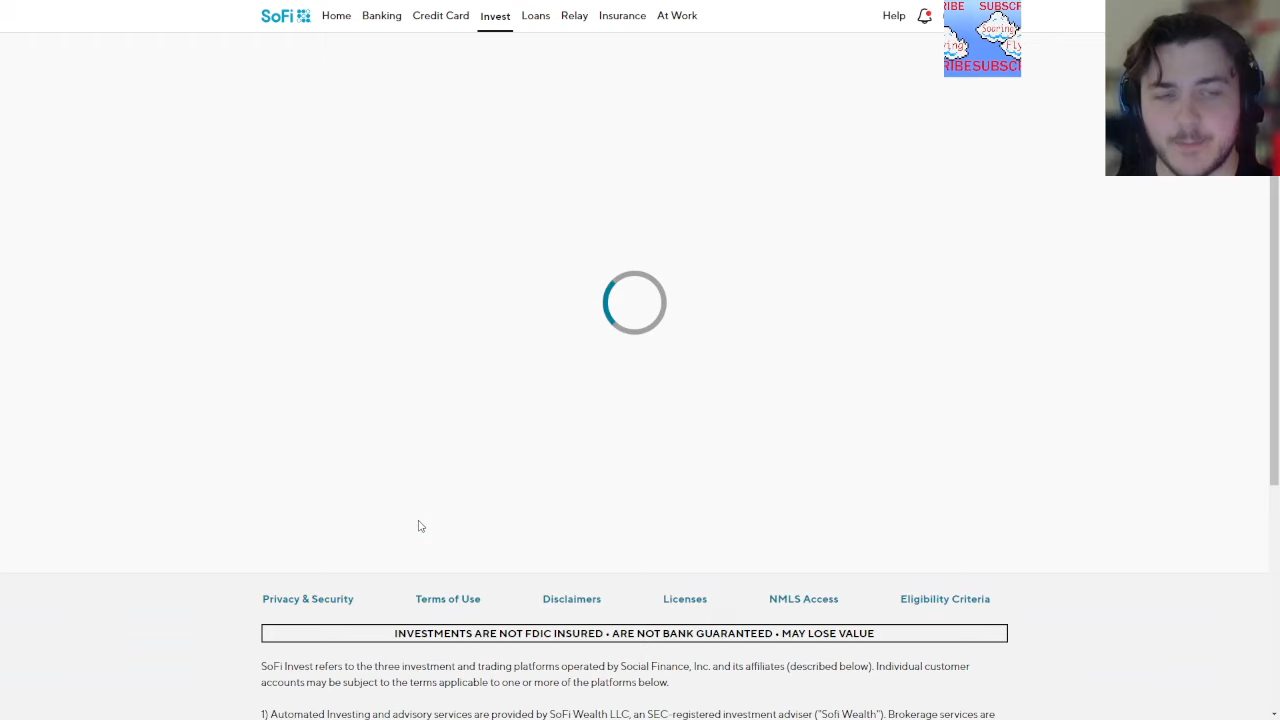 SoFi Home Banking Credit Card Invest Loans Relay Insurance At Work Help
RIBE SUBSCR
Soaring
ving Fly
RIBESUBSCR
Privacy & Security Terms of Use Disclaimers Licenses NMLS Access Eligibility Criteria
INVESTMENTS ARE NOT FDIC INSURED • ARE NOT BANK GUARANTEED • MAY LOSE VALUE
SoFi Invest refers to the three investment and trading platforms operated by Social Finance, Inc. and its affiliates (described below). Individual customer
accounts may be subject to the terms applicable to one or more of the platforms below.
1) Automated Investing and advisory services are provided by SoFi Wealth LLC, an SEC-registered investment adviser ("Sofi Wealth"). Brokerage services are